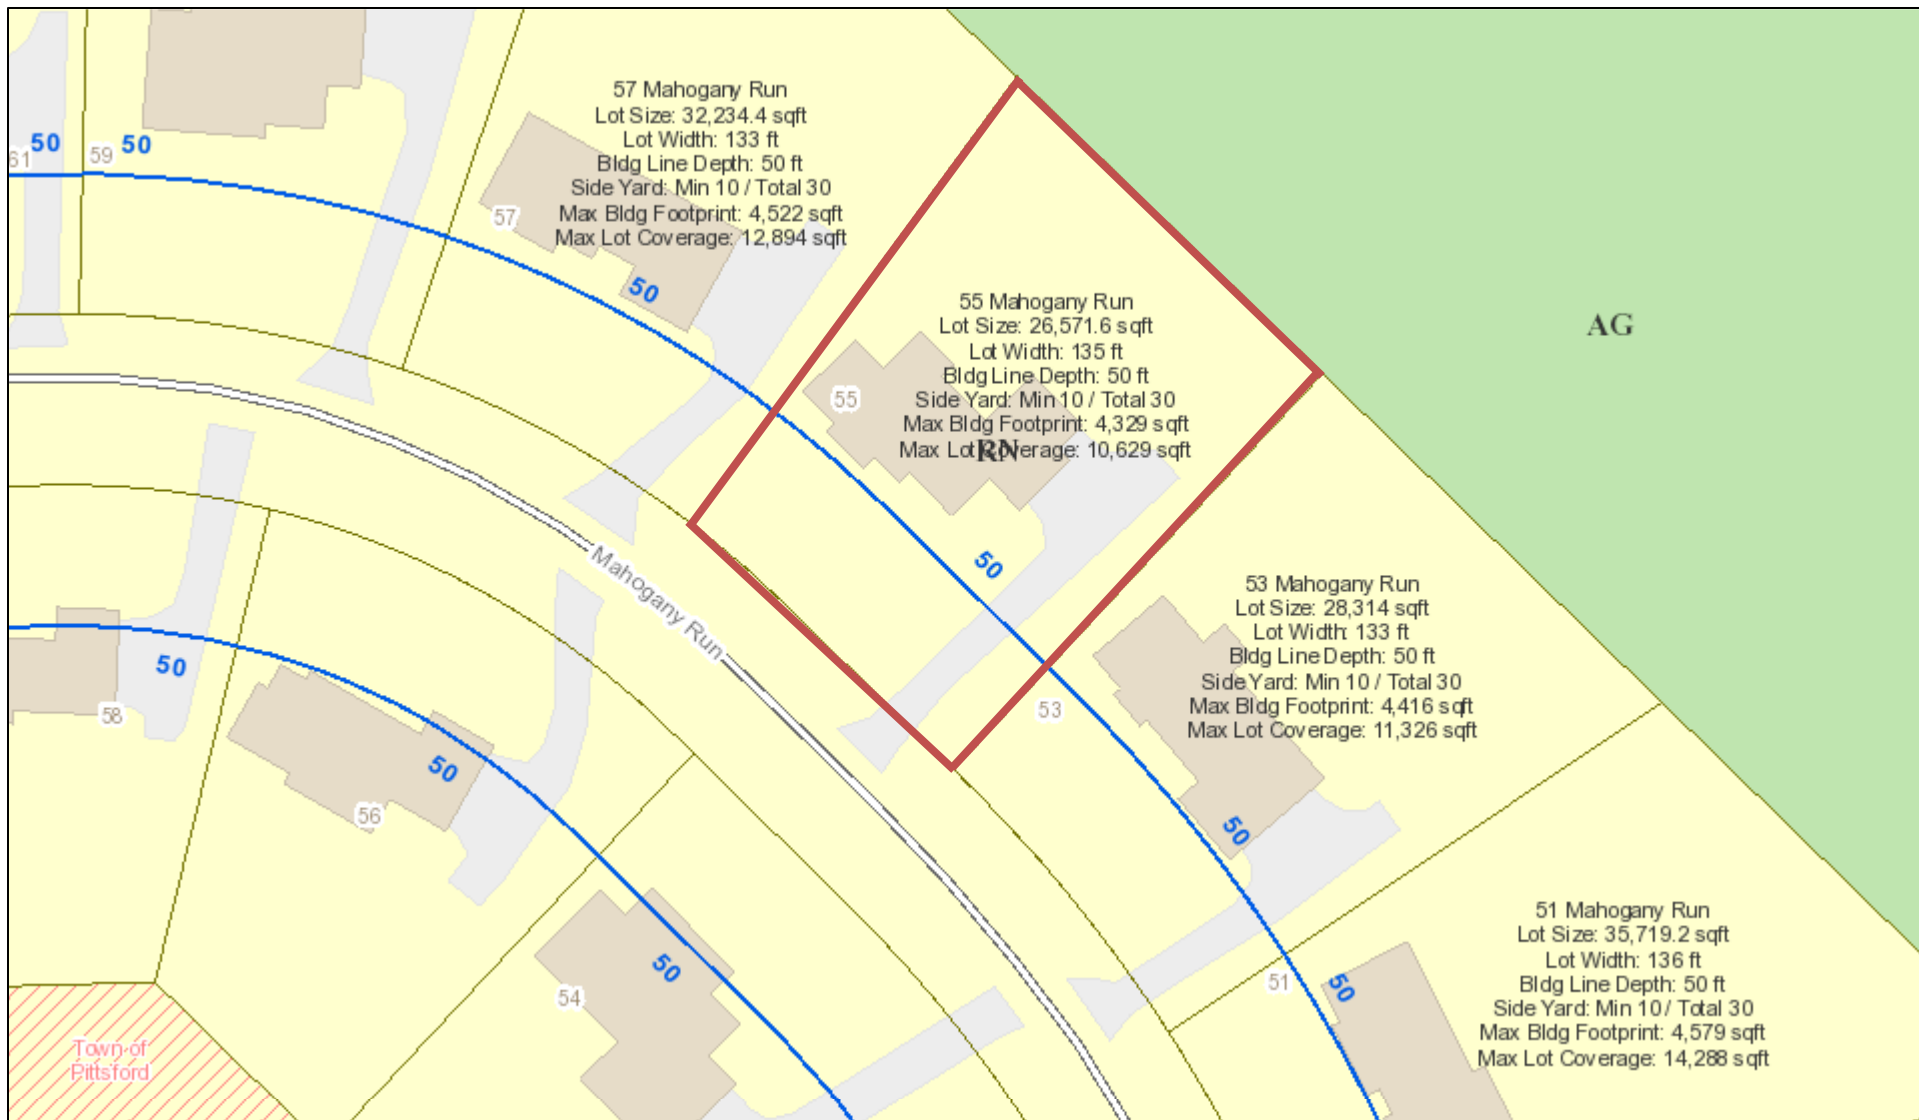 57 Mahogany Run
Lot Size: 32,234.4 sqft
Lot Width: 133 ft
Bldg Line Depth: 50 ft
Side Yard: Min 10 / Total 30
Max Bldg Footprint: 4,522 sqft
Max Lot Coverage: 12,894 sqft
61
50
59
50
57
50
55 Mahogany Run
Lot Size: 26,571.6 sqft
Lot Width: 135 ft
Bldg Line Depth: 50 ft
Side Yard: Min 10 / Total 30
Max Bldg Footprint: 4,329 sqft
Max Lot Coverage: 10,629 sqft
55
RN
AG
50
Mahogany Run
53 Mahogany Run
Lot Size: 28,314 sqft
Lot Width: 133 ft
Bldg Line Depth: 50 ft
Side Yard: Min 10 / Total 30
Max Bldg Footprint: 4,416 sqft
Max Lot Coverage: 11,326 sqft
53
50
50
58
50
56
50
54
51 Mahogany Run
Lot Size: 35,719.2 sqft
Lot Width: 136 ft
Bldg Line Depth: 50 ft
Side Yard: Min 10 / Total 30
Max Bldg Footprint: 4,579 sqft
Max Lot Coverage: 14,288 sqft
51
50
Town of
Pittsford